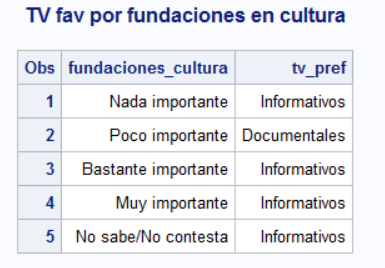 TV fav por fundaciones en cultura
Obs fundaciones_cultura tv_pref
1 Nada importante Informativos
2 Poco importante Documentales
3 Bastante importante Informativos
4 Muy importante Informativos
5 No sabe/No contesta Informativos